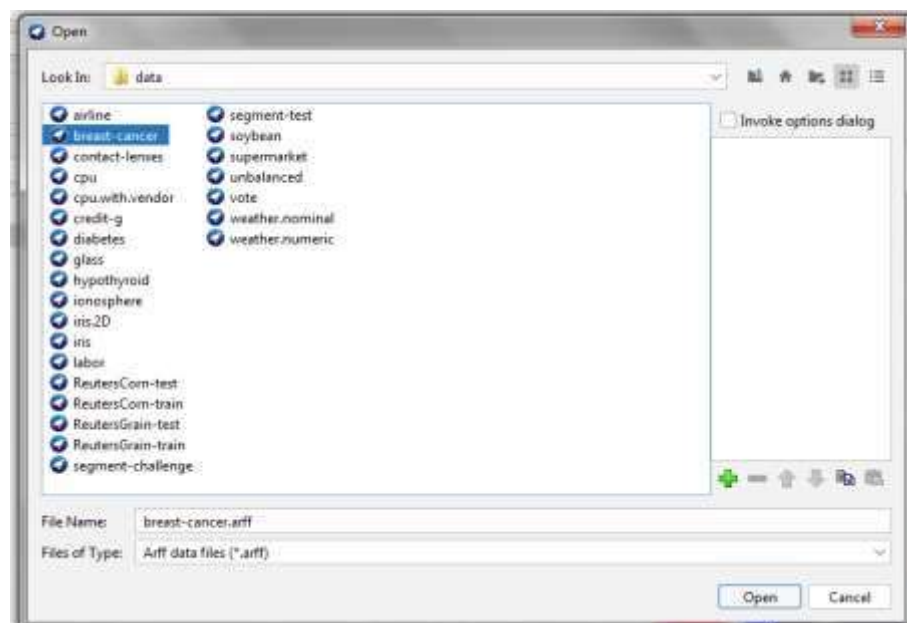 Open
Look In: data
airline
breast-cancer
contact-lenses
cpu
cpu.with.vendor
credit-g
diabetes
glass
hypothyroid
ionosphere
iris.2D
iris
labor
ReutersCorn-test
ReutersCorn-train
ReutersGrain-test
ReutersGrain-train
segment-challenge
segment-test
soybean
supermarket
unbalanced
vote
weather.nominal
weather.numeric
Invoke options dialog
File Name: breast-cancer.arff
Files of Type: Arff data files (*.arff)
Open Cancel